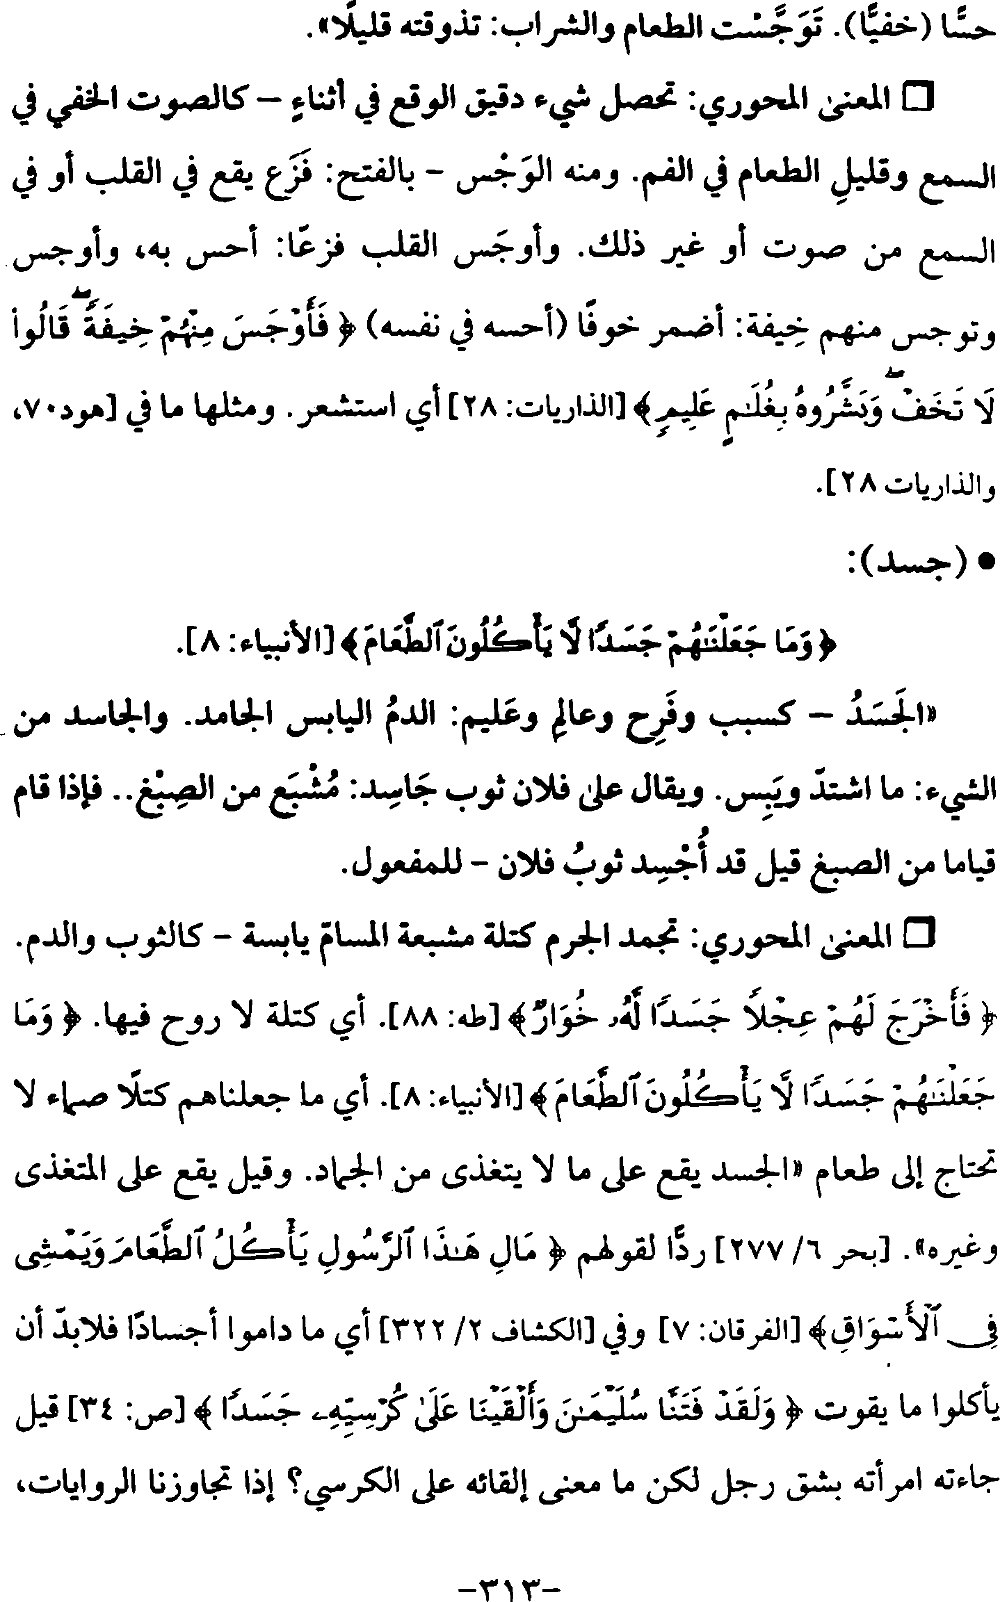 حسًّا (خفيًّا). تَوَجَّسْت الطعام والشراب: تذوقته قليلًا».
□ المعنى المحوري: تحصل شيء دقيق الوقع في أثناءٍ – كالصوت الخفي في
السمع وقليلِ الطعام في الفم. ومنه الوَجْس – بالفتح: فَزَع يقع في القلب أو في
السمع من صوت أو غير ذلك. وأوجَس القلب فزعًا: أحس به، وأوجس
وتوجس منهم خِيفة: أضمر خوفًا (أحسه في نفسه) ﴿ فَأَوْجَسَ مِنْهُمْ خِيفَةً ۖ قَالُوا۟
لَا تَخَفْ ۖ وَبَشَّرُوهُ بِغُلَـٰمٍ عَلِيمٍ ﴾ [الذاريات: ٢٨] أي استشعر. ومثلها ما في [هود٧٠،
والذاريات ٢٨].
● (جسد):
﴿ وَمَا جَعَلْنَـٰهُمْ جَسَدًا لَّا يَأْكُلُونَ ٱلطَّعَامَ ﴾ [الأنبياء: ٨].
«الجَسَدُ – كسبب وفَرِح وعالِم وعَليم: الدمُ اليابس الجامد. والجاسد من
الشيء: ما اشتدّ ويَبِس. ويقال على فلان ثوب جَاسِد: مُشْبَع من الصِبْغ.. فإذا قام
قياما من الصبغ قيل قد أُجْسِد ثوبُ فلان – للمفعول.
□ المعنى المحوري: تجمد الجرم كتلة مشبعة المسامّ يابسة – كالثوب والدم.
﴿ فَأَخْرَجَ لَهُمْ عِجْلًا جَسَدًا لَّهُۥ خُوَارٌ ﴾ [طه: ٨٨]. أي كتلة لا روح فيها. ﴿ وَمَا
جَعَلْنَـٰهُمْ جَسَدًا لَّا يَأْكُلُونَ ٱلطَّعَامَ ﴾ [الأنبياء: ٨]. أي ما جعلناهم كتلًا صماء لا
تحتاج إلى طعام «الجسد يقع على ما لا يتغذى من الجماد. وقيل يقع على المتغذى
وغيره». [بحر ٦/ ٢٧٧] ردًّا لقولهم ﴿ مَالِ هَـٰذَا ٱلرَّسُولِ يَأْكُلُ ٱلطَّعَامَ وَيَمْشِى
فِى ٱلْأَسْوَاقِ ﴾ [الفرقان: ٧] وفي [الكشاف ٢/ ٣٢٢] أي ما داموا أجسادًا فلابدّ أن
يأكلوا ما يقوت ﴿ وَلَقَدْ فَتَنَّا سُلَيْمَـٰنَ وَأَلْقَيْنَا عَلَىٰ كُرْسِيِّهِۦ جَسَدًا ﴾ [ص: ٣٤] قيل
جاءته امرأته بشق رجل لكن ما معنى إلقائه على الكرسي؟ إذا تجاوزنا الروايات،
-٣١٣-